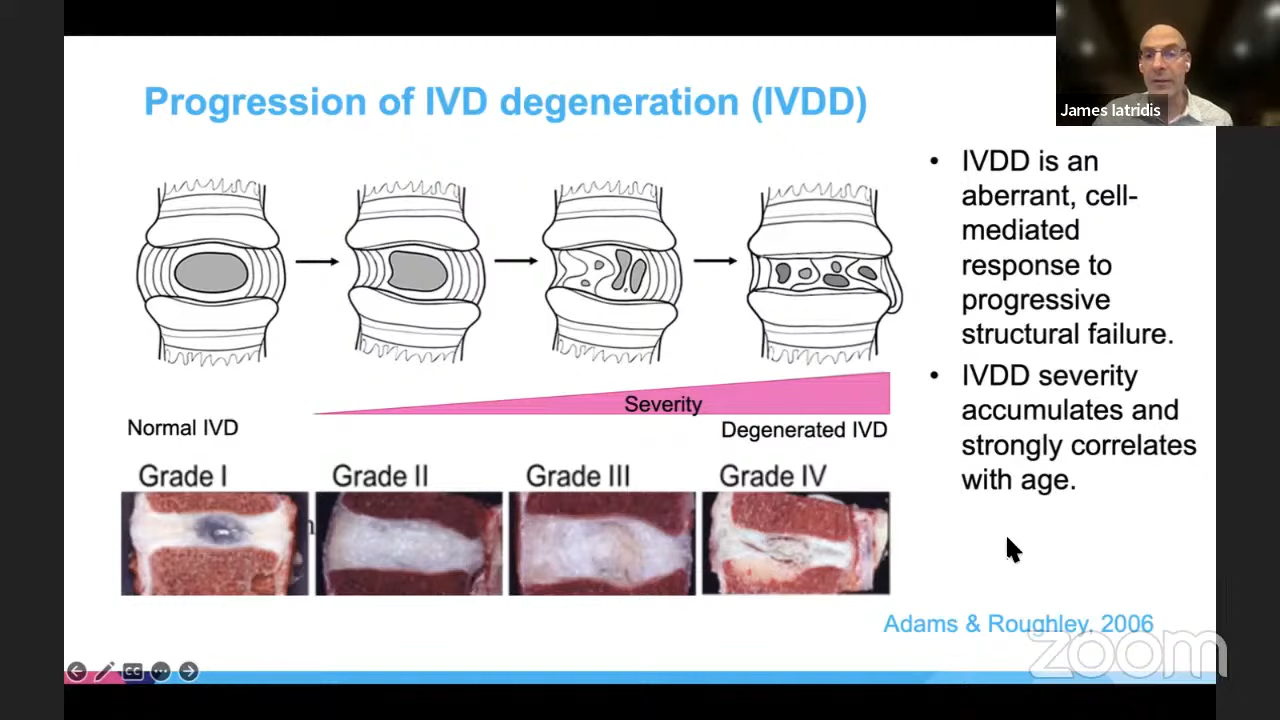 Progression of IVD degeneration (IVDD)
James Iatridis
• IVDD is an
aberrant, cell-
mediated
response to
progressive
structural failure.
• IVDD severity
accumulates and
strongly correlates
with age.
Severity
Normal IVD
Degenerated IVD
Grade I
Grade II
Grade III
Grade IV
n
Adams & Roughley, 2006
zoom
CC